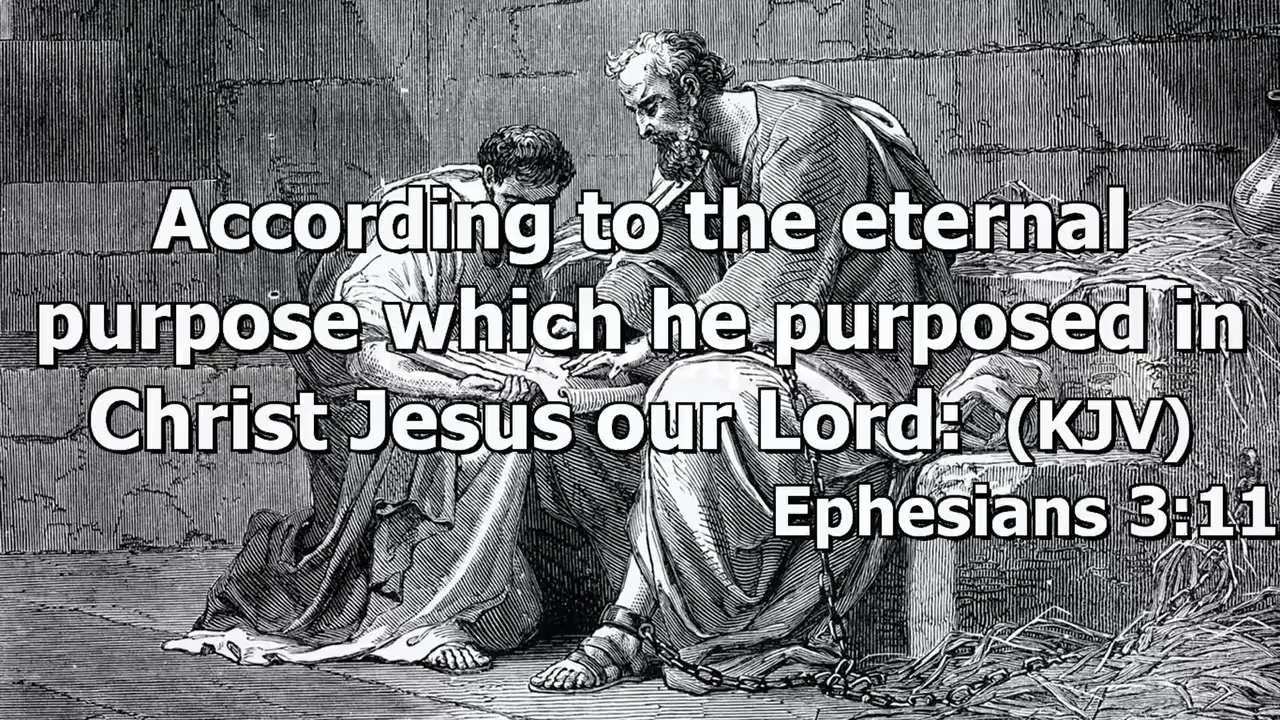 According to the eternal
purpose which he purposed in
Christ Jesus our Lord:  (KJV)
Ephesians 3:11